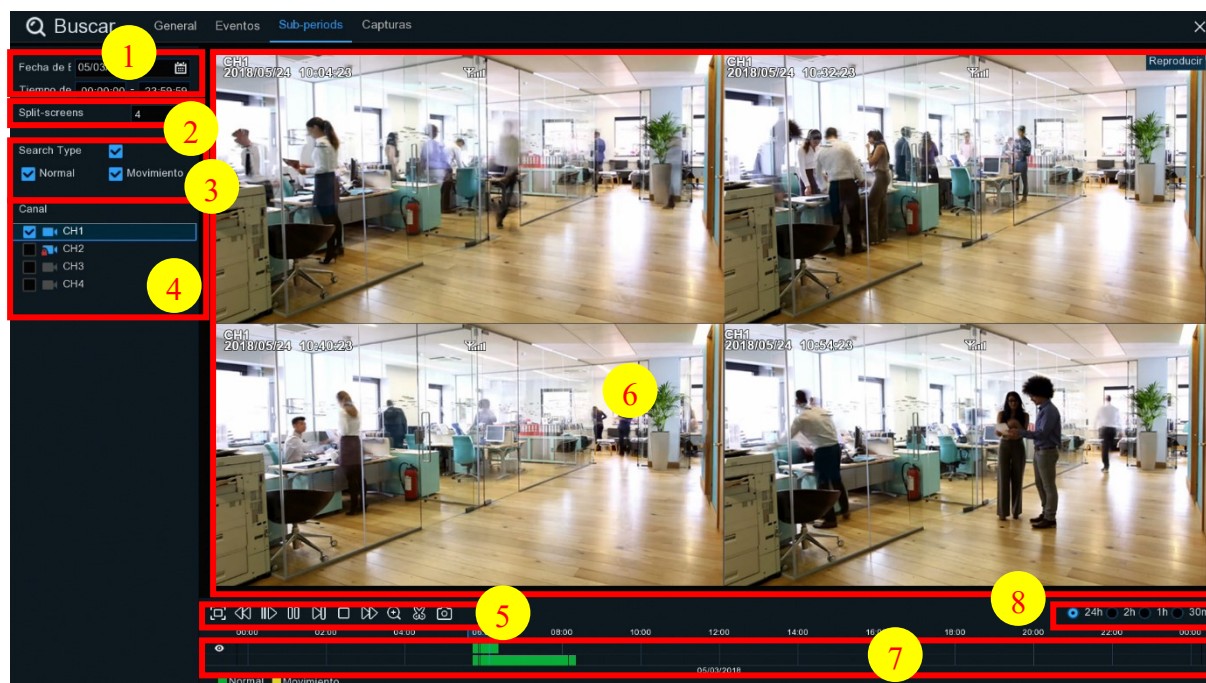 Buscar General Eventos Sub-periods Capturas
1
Fecha de E 05/03/
Tiempo de 00:00:00 - 23:59:59
Split-screens 4
2
Search Type
Normal Movimiento
3
Canal
CH1
CH2
CH3
CH4
4
CH1
2018/05/24 10:04:23
CH1
2018/05/24 10:32:23
Reproducir
CH1
2018/05/24 10:40:23
CH1
2018/05/24 10:54:23
6
5
8
24h 2h 1h 30m
00:00 02:00 04:00 06:00 08:00 10:00 12:00 14:00 16:00 18:00 20:00 22:00 00:00
7
05/03/2018
Normal Movimiento